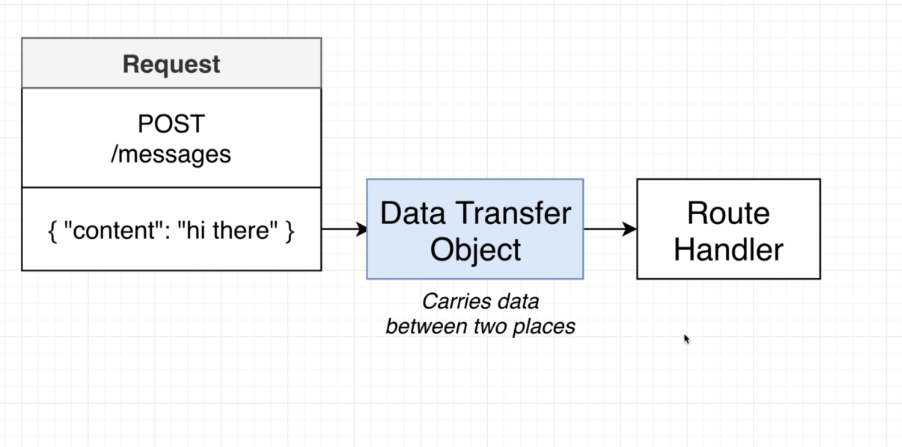 Request
POST
/messages
{ "content": "hi there" }
Data Transfer
Object
Carries data
between two places
Route
Handler